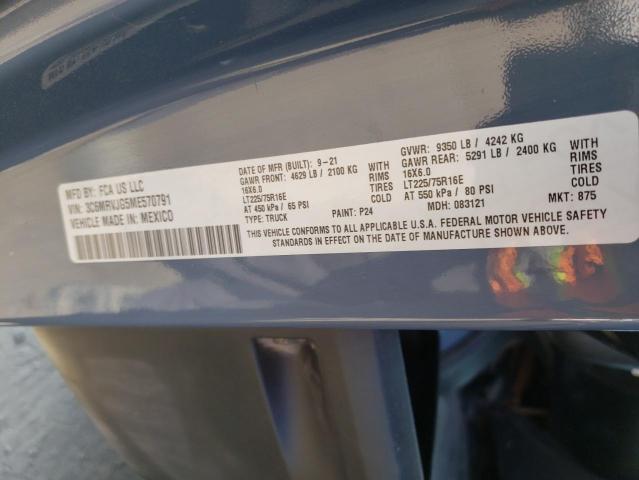 MFD BY: FCA US LLC
VIN: 3C6MRVJG5ME570791
VEHICLE MADE IN: MEXICO
DATE OF MFR (BUILT): 9-21
GAWR FRONT: 4629 LB / 2100 KG WITH
16X6.0 RIMS
LT225/75R16E TIRES
AT 450 kPa / 65 PSI COLD
TYPE: TRUCK
GVWR: 9350 LB / 4242 KG
GAWR REAR: 5291 LB / 2400 KG WITH
16X6.0 RIMS
LT225/75R16E TIRES
AT 550 kPa / 80 PSI COLD
PAINT: P24 MDH: 083121 MKT: 875
THIS VEHICLE CONFORMS TO ALL APPLICABLE U.S.A. FEDERAL MOTOR VEHICLE SAFETY
STANDARDS IN EFFECT ON THE DATE OF MANUFACTURE SHOWN ABOVE.